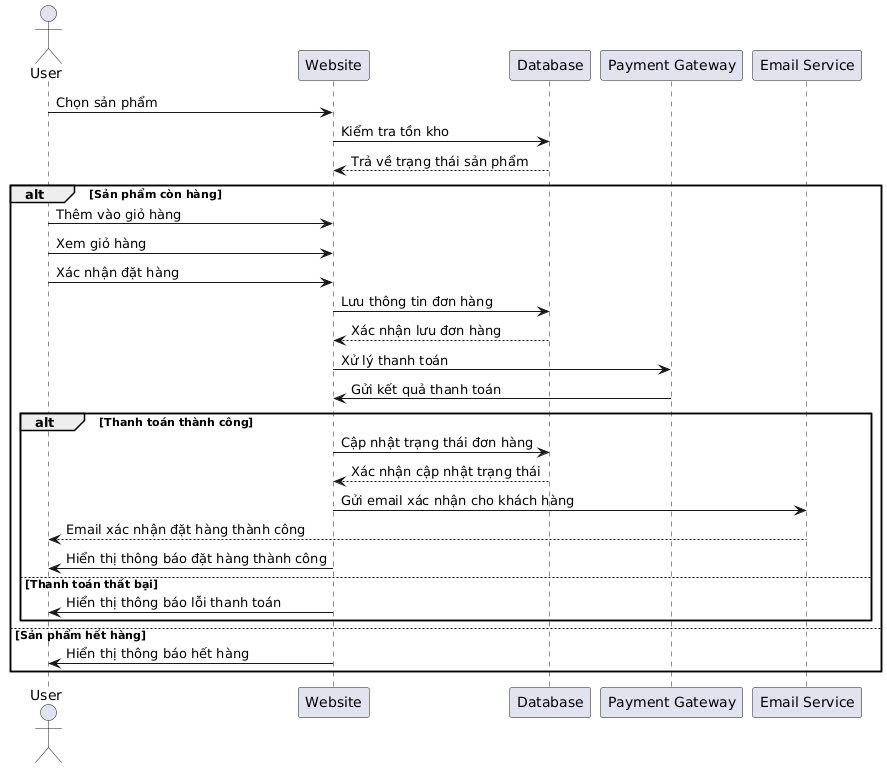 User
Website
Database
Payment Gateway
Email Service
Chọn sản phẩm
Kiểm tra tồn kho
Trả về trạng thái sản phẩm
alt
[Sản phẩm còn hàng]
Thêm vào giỏ hàng
Xem giỏ hàng
Xác nhận đặt hàng
Lưu thông tin đơn hàng
Xác nhận lưu đơn hàng
Xử lý thanh toán
Gửi kết quả thanh toán
alt
[Thanh toán thành công]
Cập nhật trạng thái đơn hàng
Xác nhận cập nhật trạng thái
Gửi email xác nhận cho khách hàng
Email xác nhận đặt hàng thành công
Hiển thị thông báo đặt hàng thành công
[Thanh toán thất bại]
Hiển thị thông báo lỗi thanh toán
[Sản phẩm hết hàng]
Hiển thị thông báo hết hàng
User
Website
Database
Payment Gateway
Email Service